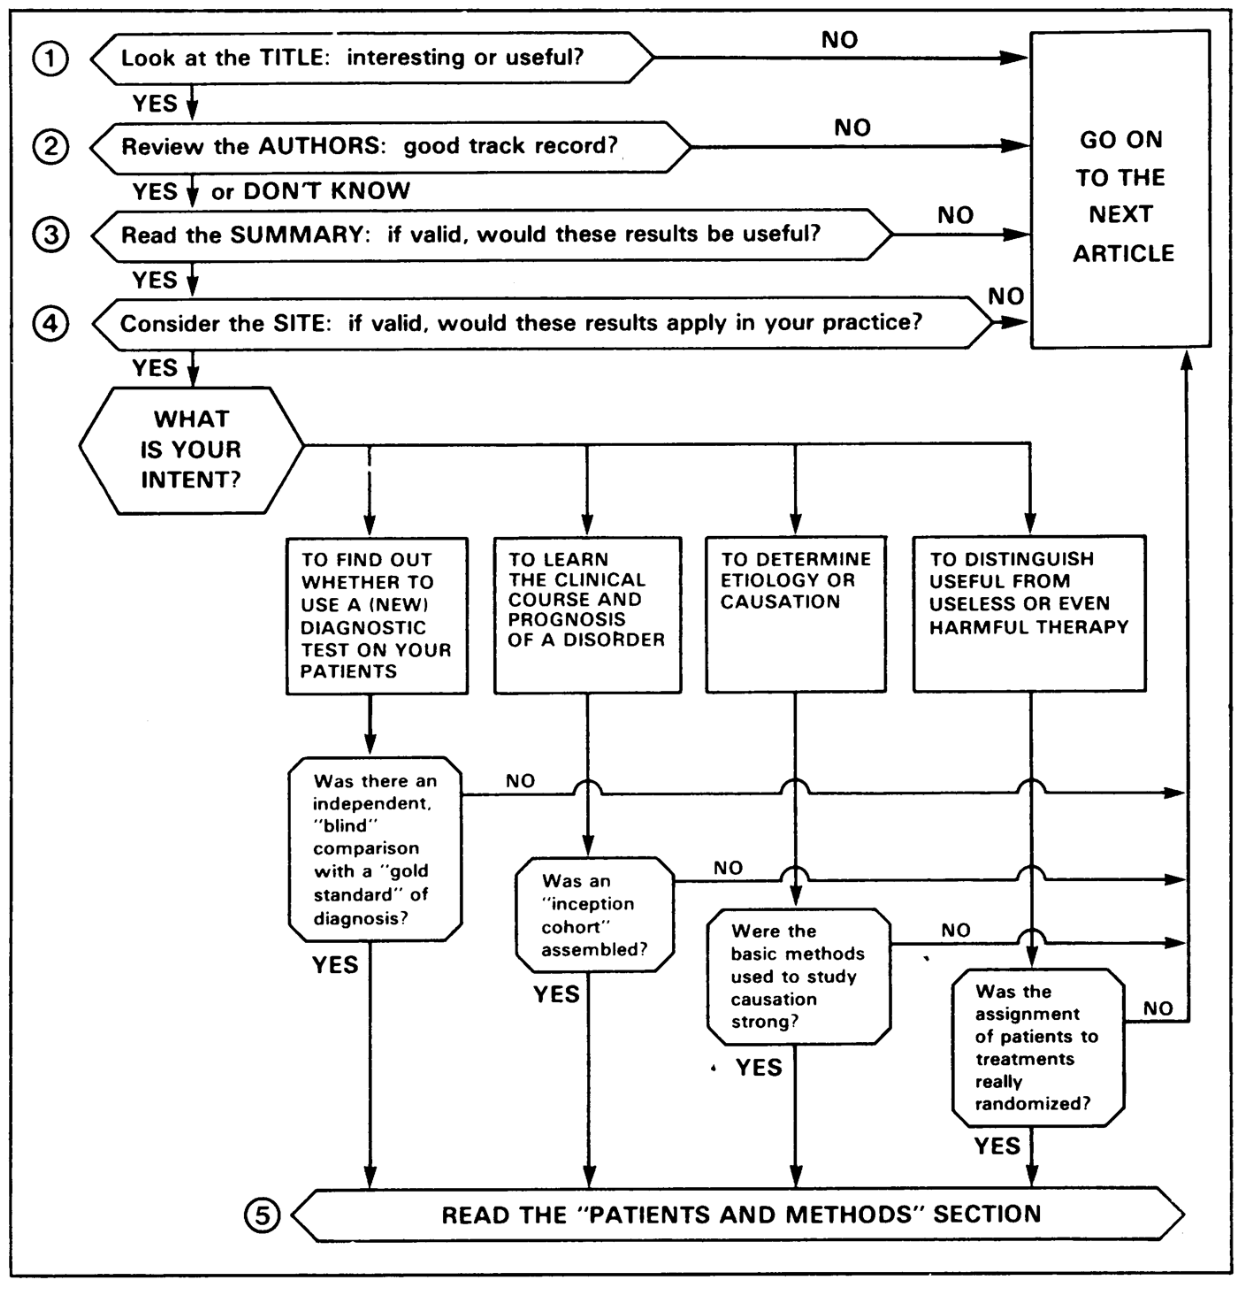 ① Look at the TITLE: interesting or useful?
NO
YES
② Review the AUTHORS: good track record?
NO
YES or DON'T KNOW
③ Read the SUMMARY: if valid, would these results be useful?
NO
YES
④ Consider the SITE: if valid, would these results apply in your practice?
NO
YES
GO ON
TO THE
NEXT
ARTICLE
WHAT
IS YOUR
INTENT?
TO FIND OUT
WHETHER TO
USE A (NEW)
DIAGNOSTIC
TEST ON YOUR
PATIENTS
TO LEARN
THE CLINICAL
COURSE AND
PROGNOSIS
OF A DISORDER
TO DETERMINE
ETIOLOGY OR
CAUSATION
TO DISTINGUISH
USEFUL FROM
USELESS OR EVEN
HARMFUL THERAPY
Was there an
independent,
"blind"
comparison
with a "gold
standard" of
diagnosis?
NO
YES
Was an
"inception
cohort"
assembled?
NO
YES
Were the
basic methods
used to study
causation
strong?
NO
YES
Was the
assignment
of patients to
treatments
really
randomized?
NO
YES
⑤ READ THE "PATIENTS AND METHODS" SECTION